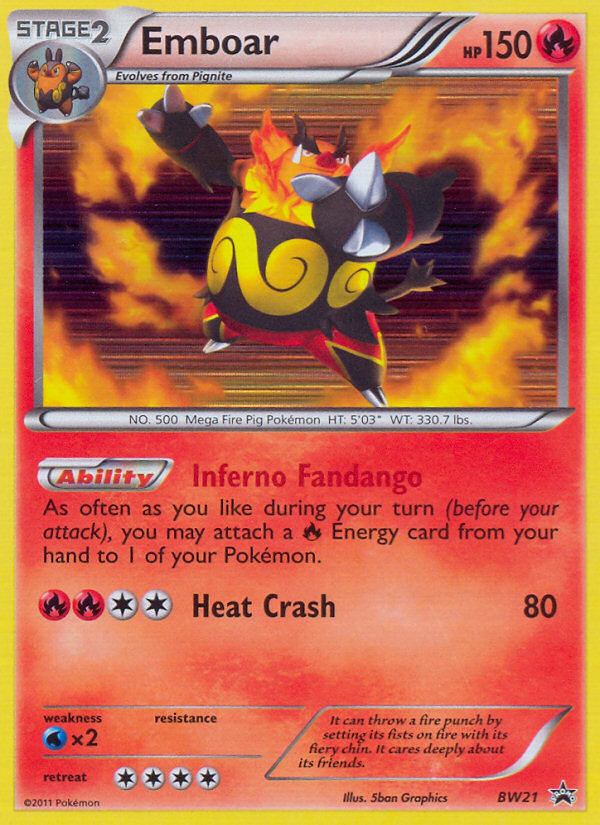 STAGE2
Emboar
HP150
Evolves from Pignite
NO. 500 Mega Fire Pig Pokémon HT: 5'03" WT: 330.7 lbs.
Ability Inferno Fandango
As often as you like during your turn (before your
attack), you may attach a Energy card from your
hand to 1 of your Pokémon.
Heat Crash 80
weakness resistance
×2
It can throw a fire punch by
setting its fists on fire with its
fiery chin. It cares deeply about
its friends.
retreat
©2011 Pokémon
Illus. 5ban Graphics
BW21
PROMO